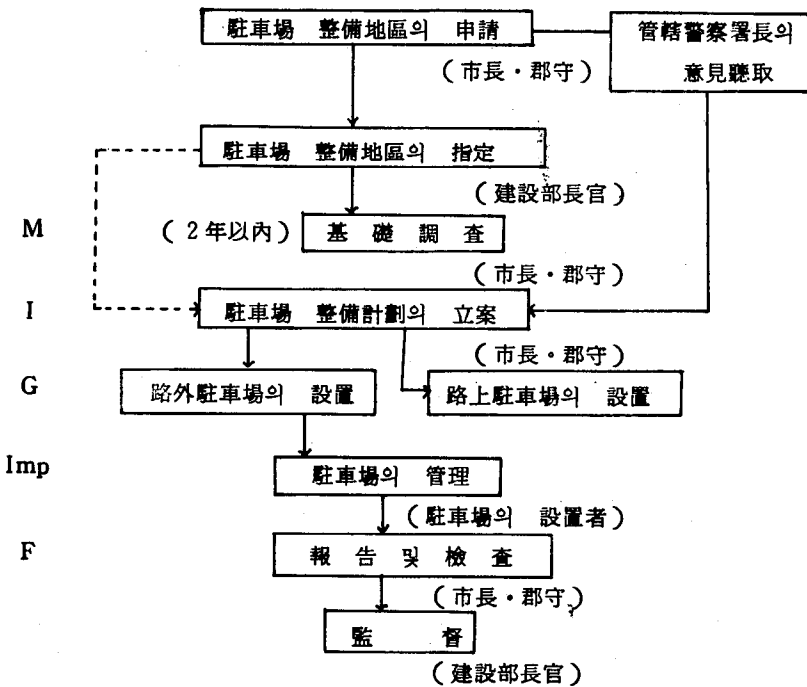 駐車場 整備地區의 申請
管轄警察署長의
意見聽取
(市長・郡守)
駐車場 整備地區의 指定
(建設部長官)
M
(2年以內)
基礎調査
(市長・郡守)
I
駐車場 整備計劃의 立案
(市長・郡守)
G
路外駐車場의 設置
路上駐車場의 設置
Imp
駐車場의 管理
(駐車場의 設置者)
F
報告 및 檢査
(市長・郡守)
監督
(建設部長官)